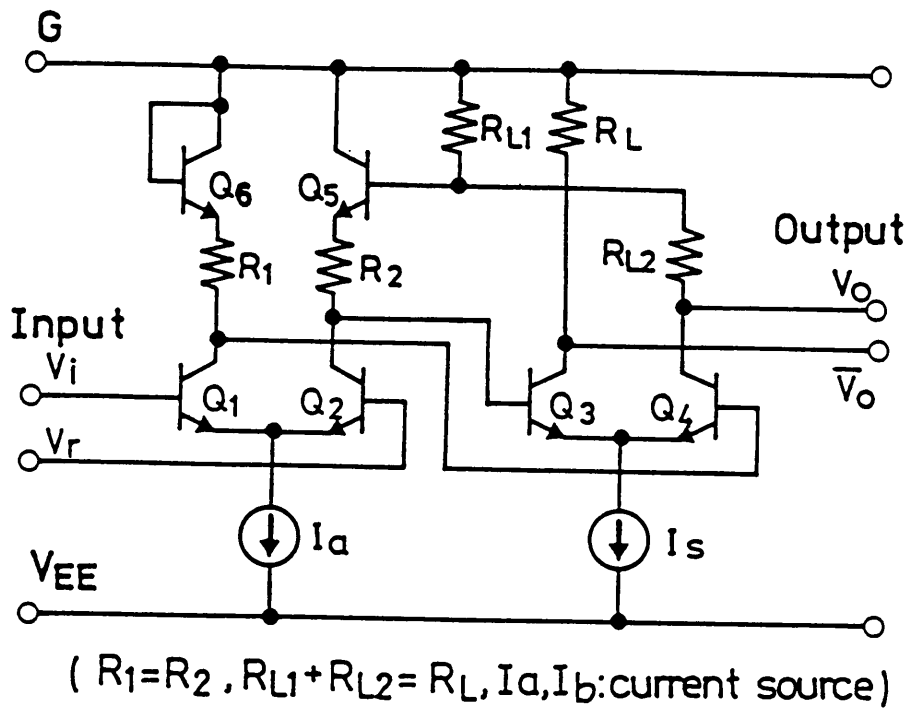 G
RL1
RL
Q6
Q5
R1
R2
RL2
Output
Vo
V̅o
Input
Vi
Q1
Q2
Q3
Q4
Vr
Ia
Is
VEE
( R1=R2 , RL1+RL2= RL, Ia,Ib:current source)